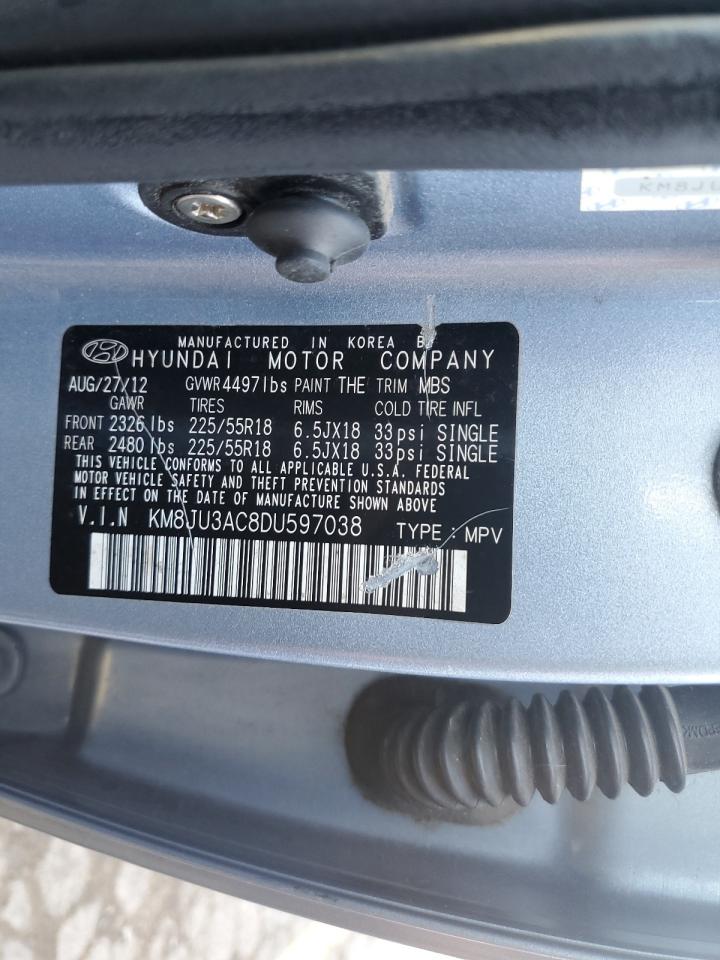 KM8JU
MANUFACTURED IN KOREA BY
HYUNDAI MOTOR COMPANY
AUG/27/12 GVWR 4497lbs PAINT THE TRIM MBS
GAWR TIRES RIMS COLD TIRE INFL
FRONT 2326 lbs 225/55R18 6.5JX18 33psi SINGLE
REAR 2480 lbs 225/55R18 6.5JX18 33psi SINGLE
THIS VEHICLE CONFORMS TO ALL APPLICABLE U.S.A. FEDERAL
MOTOR VEHICLE SAFETY AND THEFT PREVENTION STANDARDS
IN EFFECT ON THE DATE OF MANUFACTURE SHOWN ABOVE
V.I.N KM8JU3AC8DU597038 TYPE : MPV